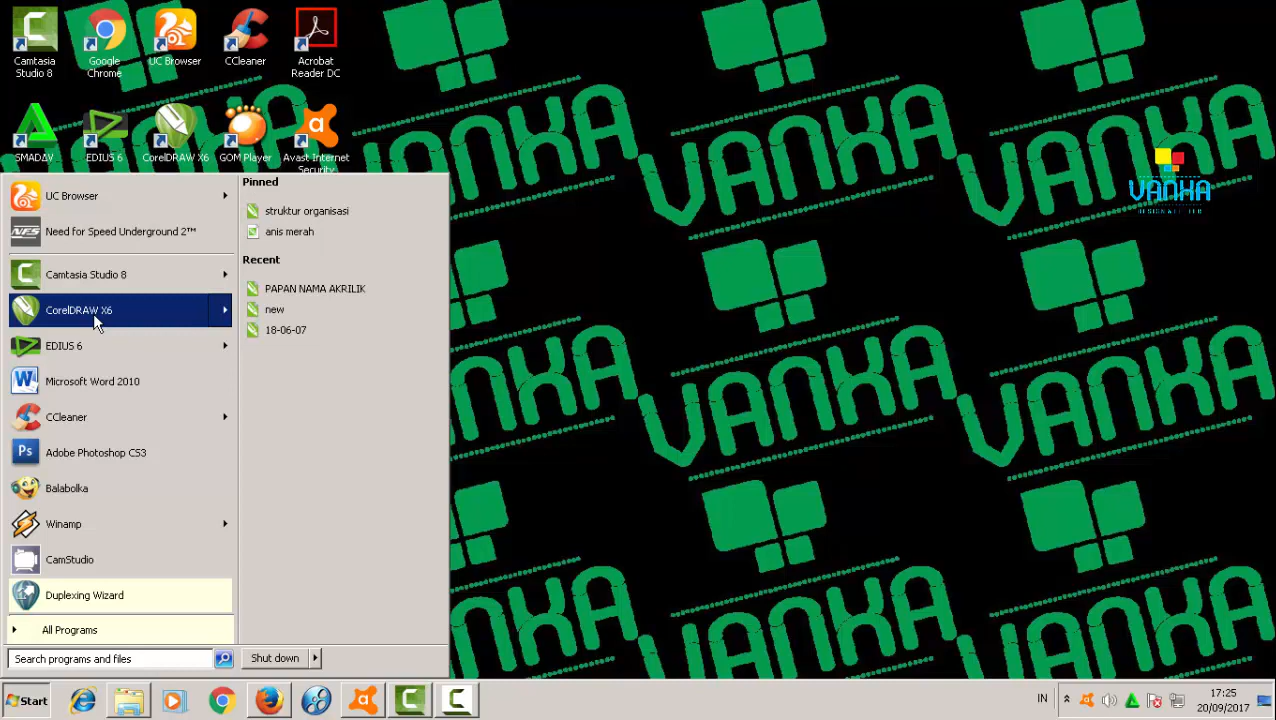 Camtasia Studio 8
Google Chrome
UC Browser
CCleaner
Acrobat Reader DC
SMADΔV
EDIUS 6
CorelDRAW X6
GOM Player
Avast Internet Security
UC Browser
Need for Speed Underground 2™
Camtasia Studio 8
CorelDRAW X6
EDIUS 6
Microsoft Word 2010
CCleaner
Adobe Photoshop CS3
Balabolka
Winamp
CamStudio
Duplexing Wizard
All Programs
Search programs and files
Pinned
struktur organisasi
anis merah
Recent
PAPAN NAMA AKRILIK
new
18-06-07
Shut down
VANKA
VANKA
VANKA
VANKA
VANKA
VANKA
VANKA
Start
IN
17:25
20/09/2017